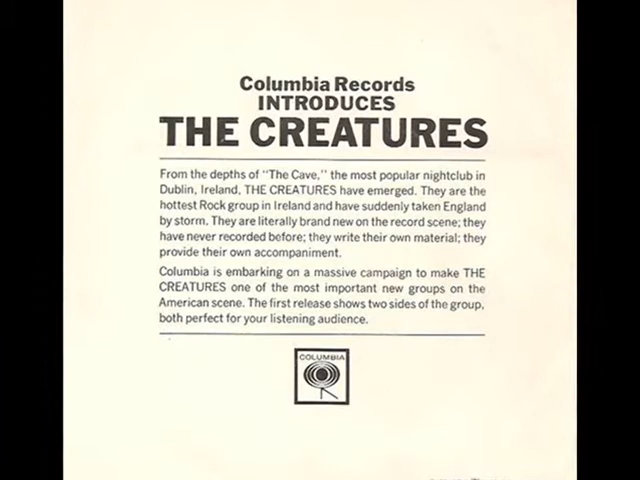 Columbia Records
INTRODUCES
THE CREATURES
From the depths of "The Cave," the most popular nightclub in
Dublin, Ireland, THE CREATURES have emerged. They are the
hottest Rock group in Ireland and have suddenly taken England
by storm. They are literally brand new on the record scene; they
have never recorded before; they write their own material; they
provide their own accompaniment.
Columbia is embarking on a massive campaign to make THE
CREATURES one of the most important new groups on the
American scene. The first release shows two sides of the group,
both perfect for your listening audience.
COLUMBIA